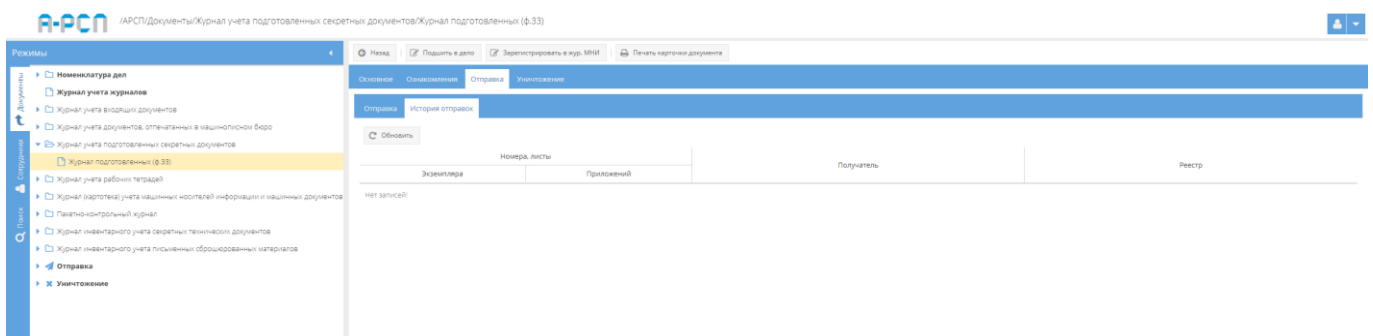 А-РСП
/АРСП/Документы/Журнал учета подготовленных секретных документов/Журнал подготовленных (ф.33)
Режимы
Документы
Сотрудники
Поиск
Номенклатура дел
Журнал учета журналов
Журнал учета входящих документов
Журнал учета документов, отпечатанных в машинописном бюро
Журнал учета подготовленных секретных документов
Журнал подготовленных (ф.33)
Журнал учета рабочих тетрадей
Журнал (картотека) учета машинных носителей информации и машинных документов
Пакетно-контрольный журнал
Журнал инвентарного учета секретных технических документов
Журнал инвентарного учета письменных сброшюрованных материалов
Отправка
Уничтожение
Назад Подшить в дело Зарегистрировать в жур. МНИ Печать карточки документа
Основное Ознакомления Отправка Уничтожение
Отправка История отправок
Обновить
Номера, листы
Экземпляра Приложений
Получатель
Реестр
Нет записей!